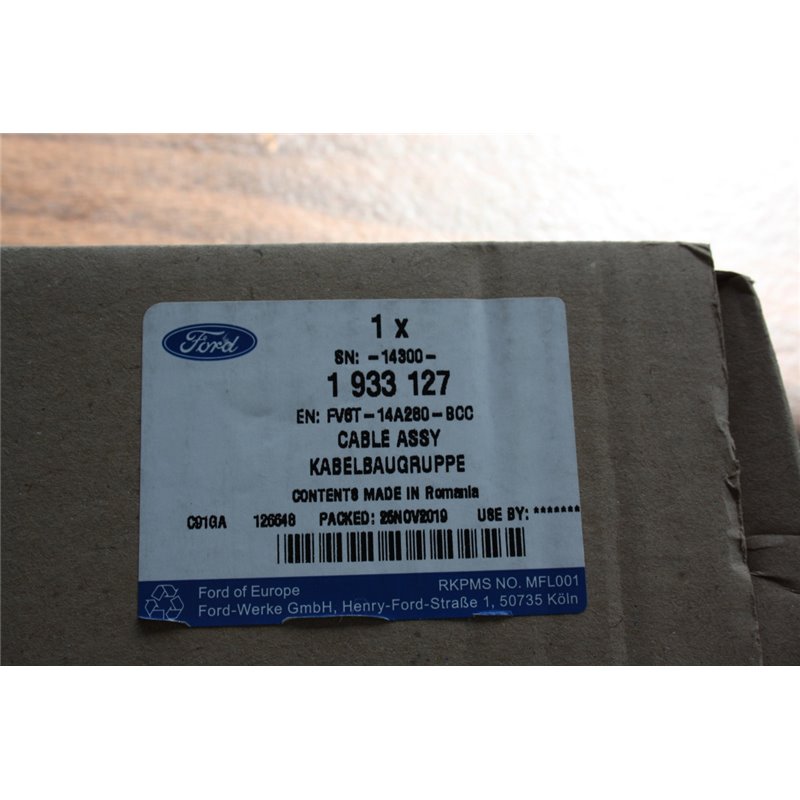 Ford
1 x
SN: -14300-
1 933 127
EN: FV6T-14A280-BCC
CABLE ASSY
KABELBAUGRUPPE
CONTENTS MADE IN Romania
C91GA 126648 PACKED: 25NOV2019 USE BY: *******
Ford of Europe RKPMS NO. MFL001
Ford-Werke GmbH, Henry-Ford-Straße 1, 50735 Köln